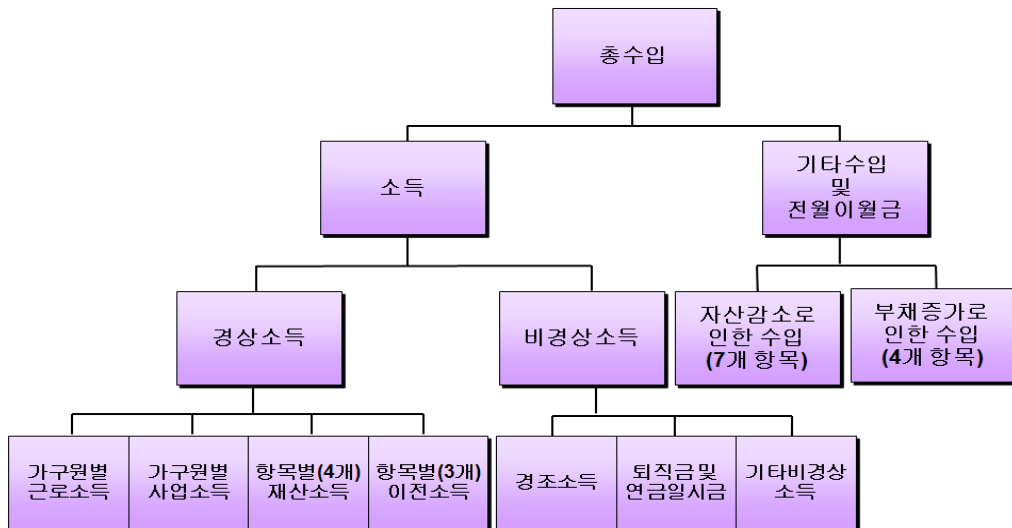 총수입
소득
기타수입
및
전월이월금
경상소득
비경상소득
자산감소로
인한 수입
(7개 항목)
부채증가로
인한 수입
(4개 항목)
가구원별
근로소득
가구원별
사업소득
항목별(4개)
재산소득
항목별(3개)
이전소득
경조소득
퇴직금및
연금일시금
기타비경상
소득